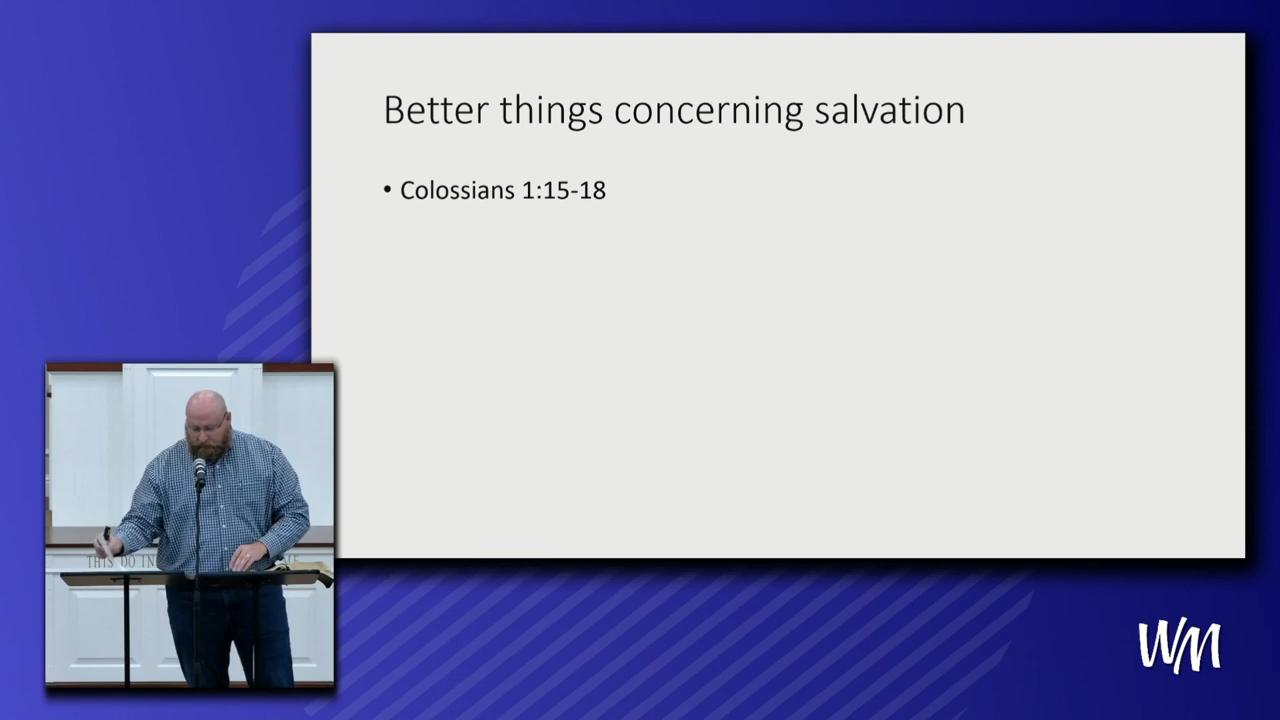 Better things concerning salvation
• Colossians 1:15-18
THIS DO IN
WM